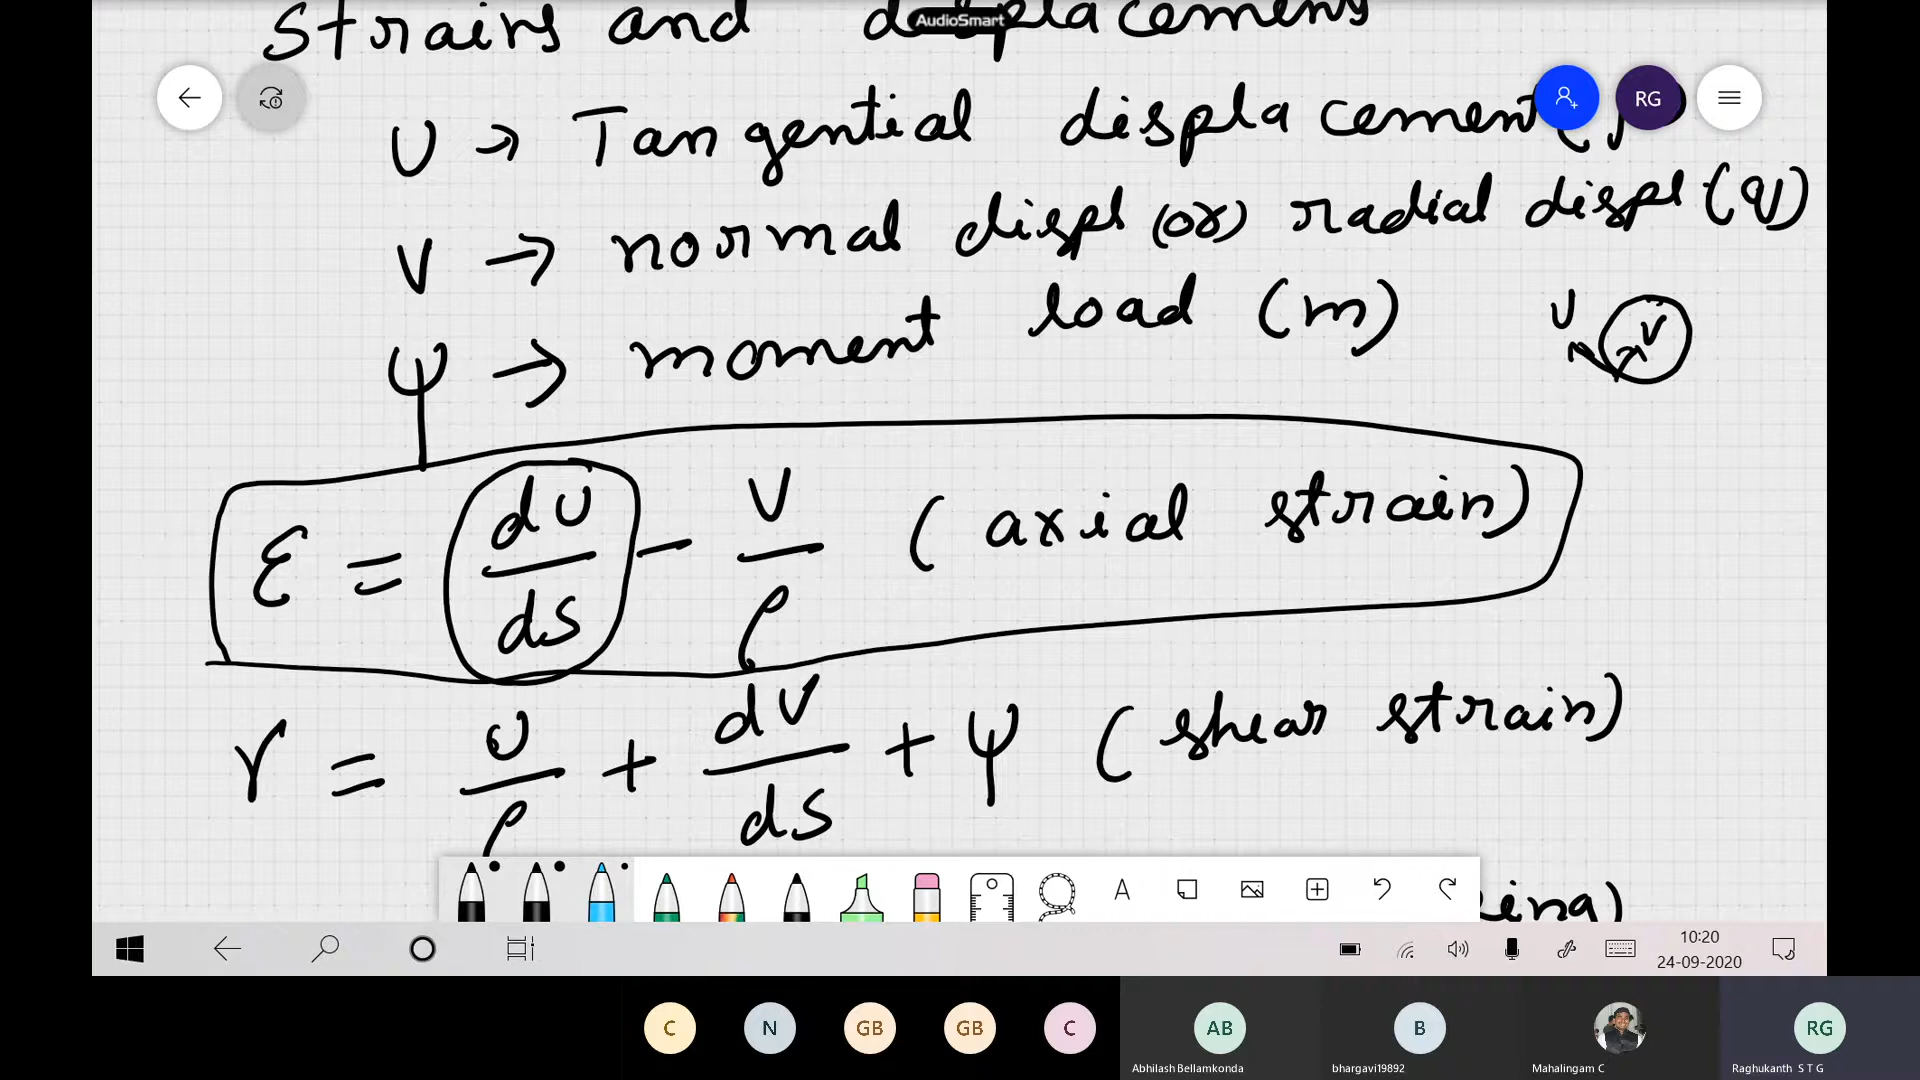 strains and displacements
AudioSmart
U → Tangential displacement
RG
V → normal displ (or) radial displ (q)
ψ → moment load (m)
U V
ε = du/ds - V/ρ (axial strain)
γ = U/ρ + dV/ds + ψ (shear strain)
A
10:20
24-09-2020
C N GB GB C AB B RG
Abhilash Bellamkonda bhargavi19892 Mahalingam C Raghukanth S T G